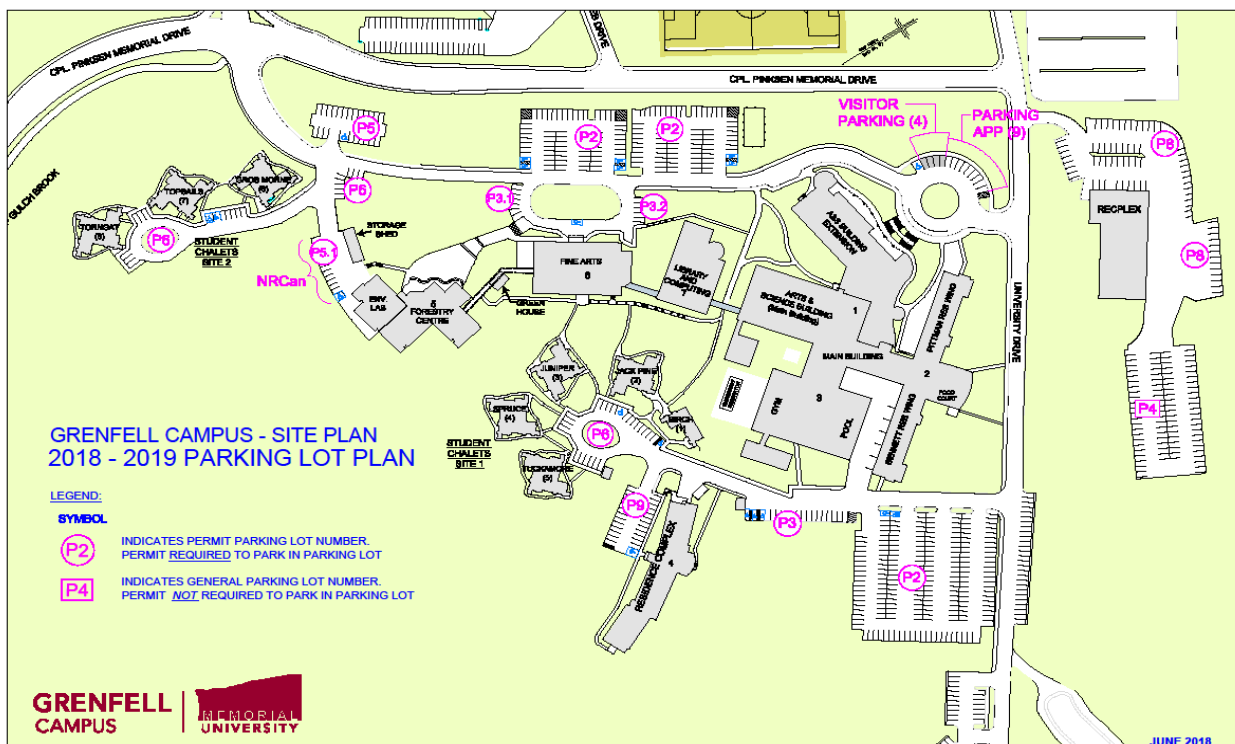 CPL. PINKSEN MEMORIAL DRIVE
CPL. PINKSEN MEMORIAL DRIVE
VISITOR
PARKING (4)
PARKING
APP (9)
P5
P2
P2
P8
GULCH BROOK
GROS MORNE
(6)
TOPSAILS
(7)
TORNGAT
(8)
P6
P6
STUDENT
CHALETS
SITE 2
STORAGE
SHED
P3.1
P3.2
A&S BUILDING
EXTENSION
RECPLEX
P8
P5.1
NRCan
ENV.
LAB
5
FORESTRY
CENTRE
GREEN
HOUSE
FINE ARTS
6
LIBRARY
AND
COMPUTING
7
ARTS &
SCIENCE BUILDING
(Main Building)
1
PITTMAN RES WING
UNIVERSITY DRIVE
MAIN BUILDING
2
FOOD
COURT
JUNIPER
(3)
JACK PINE
(2)
SPRUCE
(4)
BIRCH
(1)
TUCKAMORE
(5)
P6
STUDENT
CHALETS
SITE 1
GYM
3
POOL
BENNETT RES WING
P4
P9
P3
P2
RESIDENCE COMPLEX
4
GRENFELL CAMPUS - SITE PLAN
2018 - 2019 PARKING LOT PLAN
LEGEND:
SYMBOL
P2
INDICATES PERMIT PARKING LOT NUMBER.
PERMIT REQUIRED TO PARK IN PARKING LOT
P4
INDICATES GENERAL PARKING LOT NUMBER.
PERMIT NOT REQUIRED TO PARK IN PARKING LOT
GRENFELL
CAMPUS
MEMORIAL
UNIVERSITY
JUNE 2018